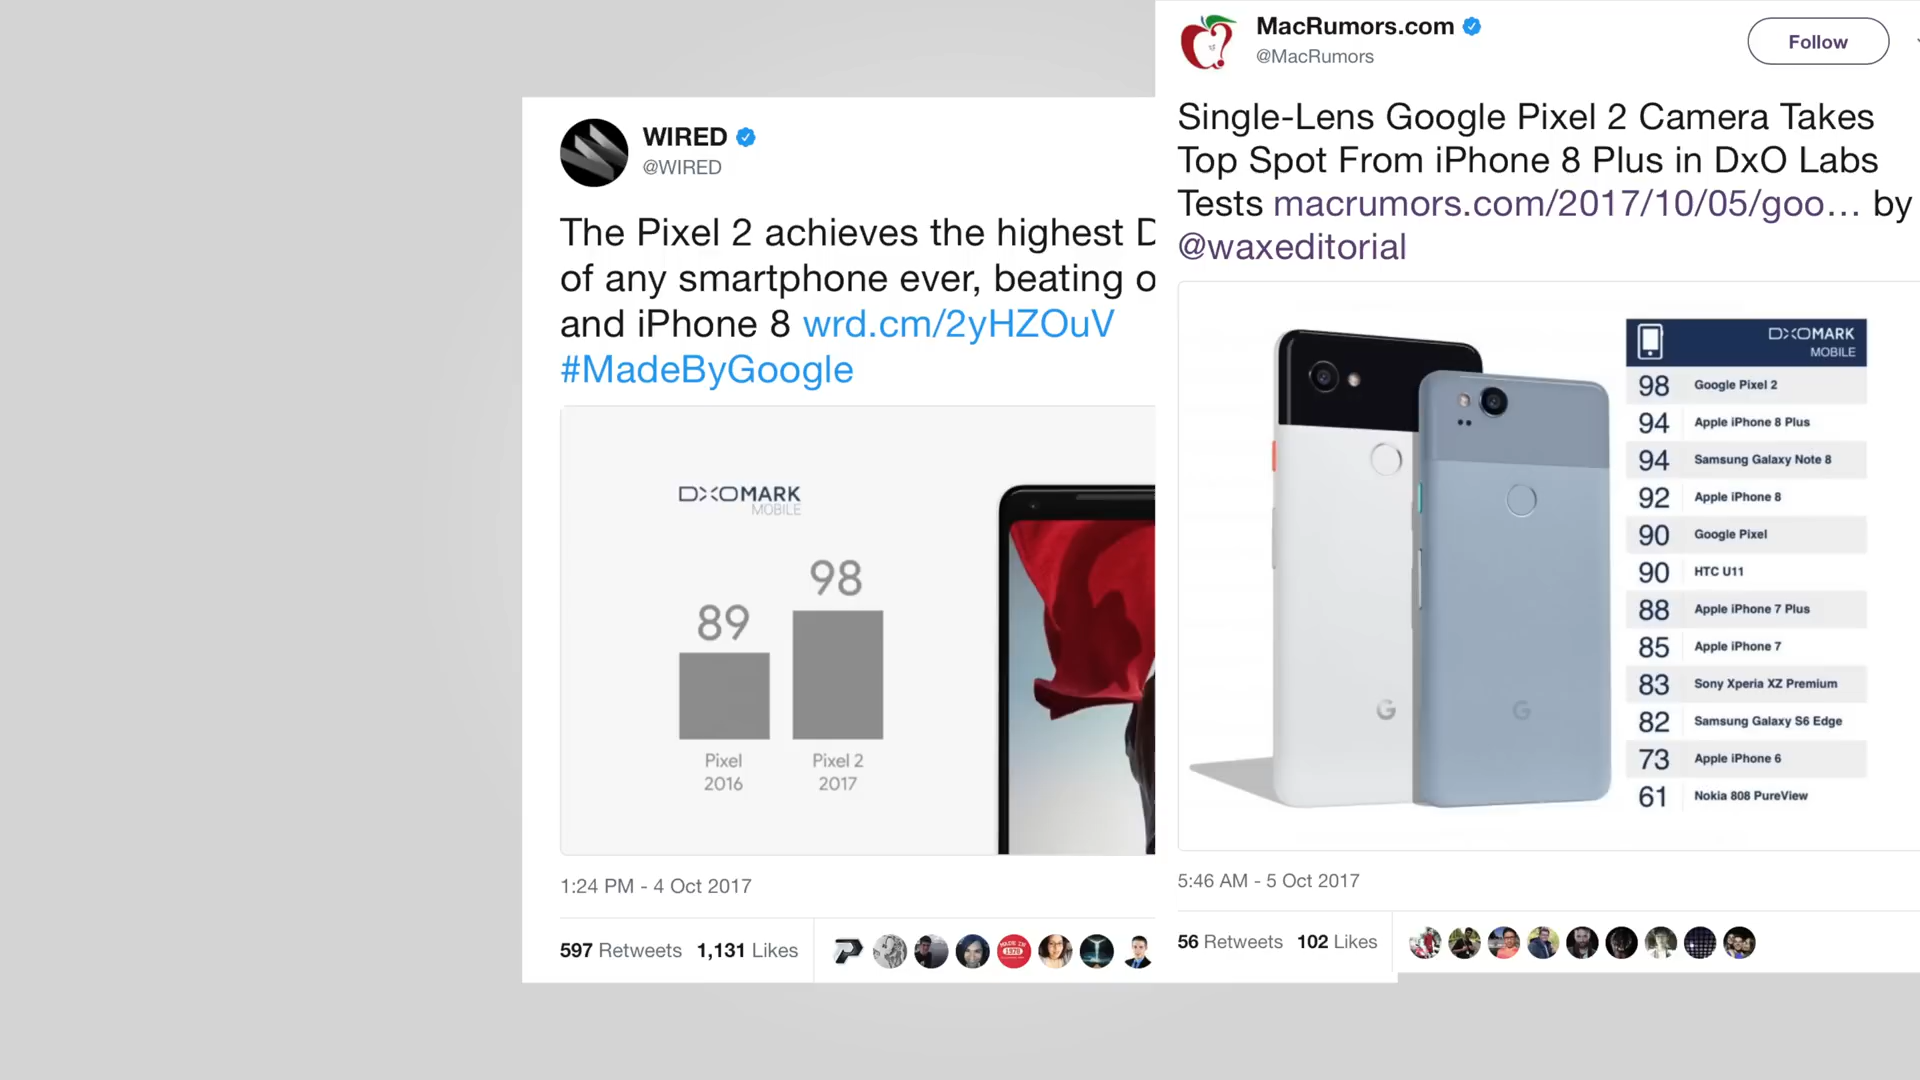 WIRED
@WIRED
The Pixel 2 achieves the highest D
of any smartphone ever, beating o
and iPhone 8 wrd.cm/2yHZOuV
#MadeByGoogle
DXOMARK
MOBILE
89
98
Pixel
2016
Pixel 2
2017
1:24 PM - 4 Oct 2017
597 Retweets 1,131 Likes
MacRumors.com
@MacRumors
Follow
Single-Lens Google Pixel 2 Camera Takes
Top Spot From iPhone 8 Plus in DxO Labs
Tests macrumors.com/2017/10/05/goo… by
@waxeditorial
DXOMARK
MOBILE
98 Google Pixel 2
94 Apple iPhone 8 Plus
94 Samsung Galaxy Note 8
92 Apple iPhone 8
90 Google Pixel
90 HTC U11
88 Apple iPhone 7 Plus
85 Apple iPhone 7
83 Sony Xperia XZ Premium
82 Samsung Galaxy S6 Edge
73 Apple iPhone 6
61 Nokia 808 PureView
G
G
5:46 AM - 5 Oct 2017
56 Retweets 102 Likes